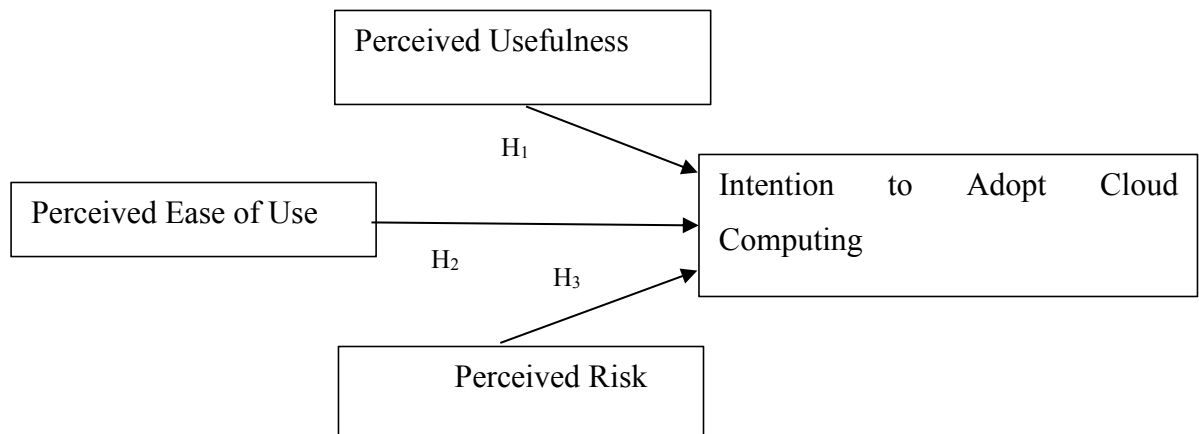 Perceived Usefulness
H₁
Intention to Adopt Cloud
Computing
Perceived Ease of Use
H₂
H₃
Perceived Risk